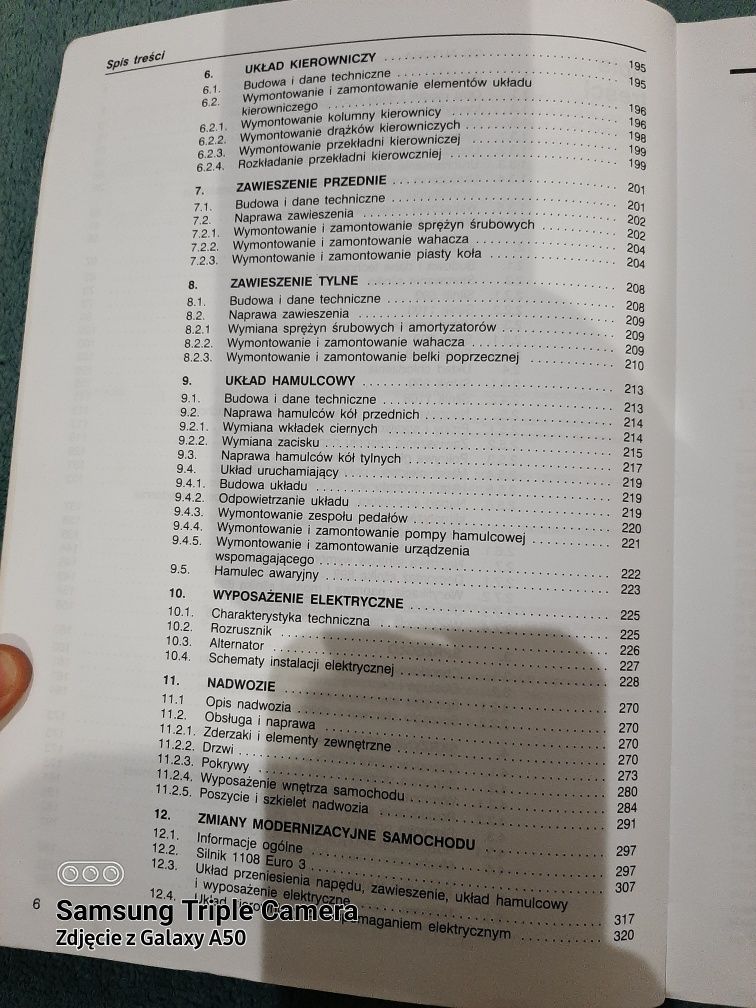 Spis treści
6. UKŁAD KIEROWNICZY 195
6.1. Budowa i dane techniczne 195
6.2. Wymontowanie i zamontowanie elementów układu
kierowniczego 196
6.2.1. Wymontowanie kolumny kierownicy 196
6.2.2. Wymontowanie drążków kierowniczych 198
6.2.3. Wymontowanie przekładni kierowniczej 199
6.2.4. Rozkładanie przekładni kierowczniej 199
7. ZAWIESZENIE PRZEDNIE 201
7.1. Budowa i dane techniczne 201
7.2. Naprawa zawieszenia 202
7.2.1. Wymontowanie i zamontowanie sprężyn śrubowych 202
7.2.2. Wymontowanie i zamontowanie wahacza 204
7.2.3. Wymontowanie i zamontowanie piasty koła 204
8. ZAWIESZENIE TYLNE 208
8.1. Budowa i dane techniczne 208
8.2. Naprawa zawieszenia 209
8.2.1 Wymiana sprężyn śrubowych i amortyzatorów 209
8.2.2. Wymontowanie i zamontowanie wahacza 209
8.2.3. Wymontowanie i zamontowanie belki poprzecznej 210
9. UKŁAD HAMULCOWY 213
9.1. Budowa i dane techniczne 213
9.2. Naprawa hamulców kół przednich 214
9.2.1. Wymiana wkładek ciernych 214
9.2.2. Wymiana zacisku 215
9.3. Naprawa hamulców kół tylnych 217
9.4. Układ uruchamiający 219
9.4.1. Budowa układu 219
9.4.2. Odpowietrzanie układu 219
9.4.3. Wymontowanie zespołu pedałów 220
9.4.4. Wymontowanie i zamontowanie pompy hamulcowej 221
9.4.5. Wymontowanie i zamontowanie urządzenia
wspomagającego 222
9.5. Hamulec awaryjny 223
10. WYPOSAŻENIE ELEKTRYCZNE 225
10.1. Charakterystyka techniczna 225
10.2. Rozrusznik 226
10.3. Alternator 227
10.4. Schematy instalacji elektrycznej 228
11. NADWOZIE 270
11.1 Opis nadwozia 270
11.2. Obsługa i naprawa 270
11.2.1. Zderzaki i elementy zewnętrzne 270
11.2.2. Drzwi 273
11.2.3. Pokrywy 280
11.2.4. Wyposażenie wnętrza samochodu 284
11.2.5. Poszycie i szkielet nadwozia 291
12. ZMIANY MODERNIZACYJNE SAMOCHODU 297
12.1. Informacje ogólne 297
12.2. Silnik 1108 Euro 3 307
12.3. Układ przeniesienia napędu, zawieszenie, układ hamulcowy
i wyposażenie elektryczne 317
12.4. Układ elektrycznym 320
6
Samsung Triple Camera
Zdjęcie z Galaxy A50